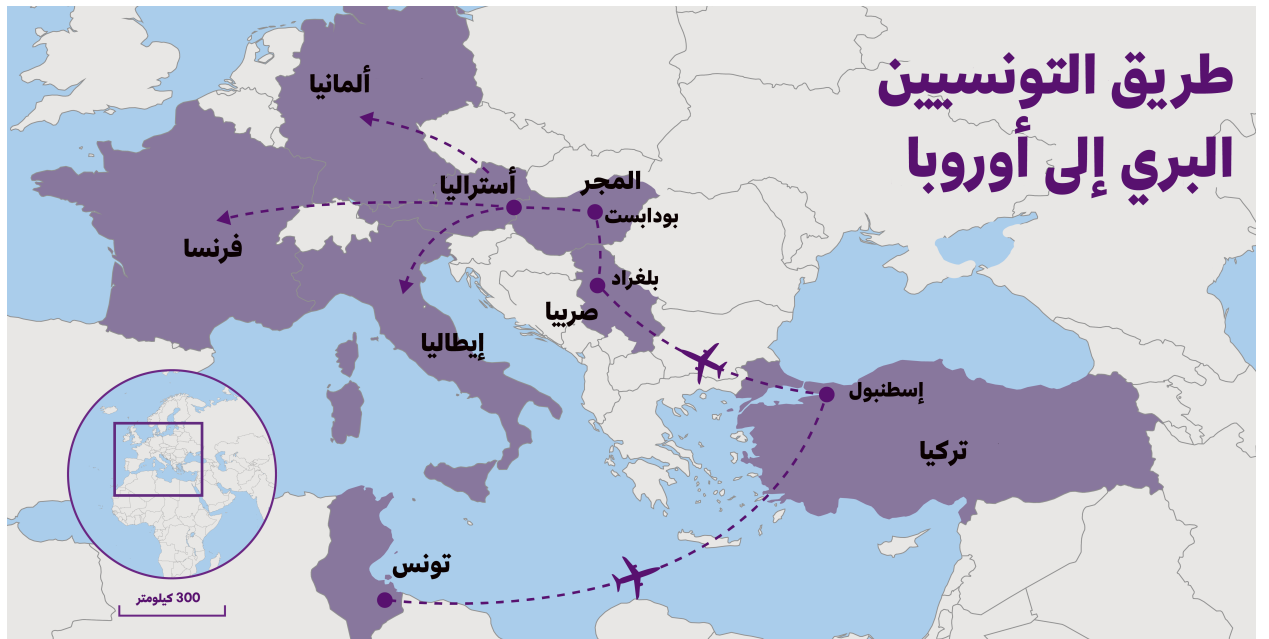 طريق التونسيين
البري إلى أوروبا
ألمانيا
أستراليا
المجر
بودابست
فرنسا
بلغراد
صربيا
إيطاليا
إسطنبول
تركيا
تونس
300 كيلومتر